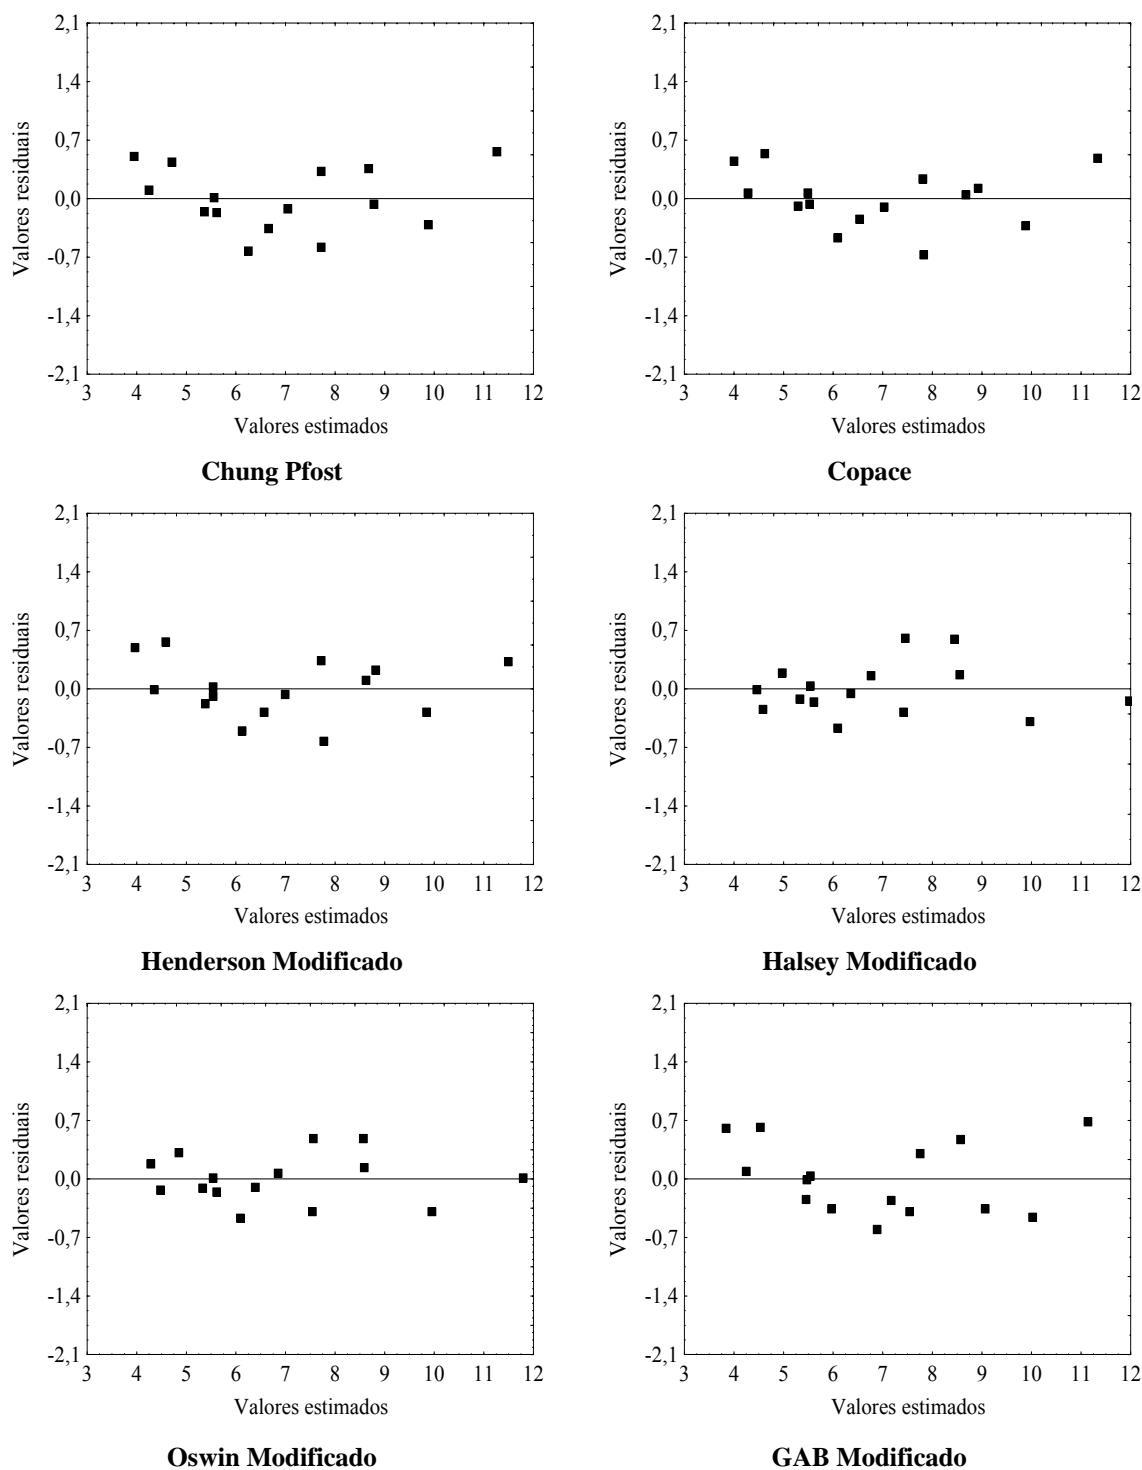 2,1 2,1
1,4 1,4
0,7 0,7
0,0 0,0
-0,7 -0,7
-1,4 -1,4
-2,1 -2,1
Valores residuais Valores residuais
3 4 5 6 7 8 9 10 11 12 3 4 5 6 7 8 9 10 11 12
Valores estimados Valores estimados
Chung Pfost Copace
2,1 2,1
1,4 1,4
0,7 0,7
0,0 0,0
-0,7 -0,7
-1,4 -1,4
-2,1 -2,1
Valores residuais Valores residuais
3 4 5 6 7 8 9 10 11 12 3 4 5 6 7 8 9 10 11 12
Valores estimados Valores estimados
Henderson Modificado Halsey Modificado
2,1 2,1
1,4 1,4
0,7 0,7
0,0 0,0
-0,7 -0,7
-1,4 -1,4
-2,1 -2,1
Valores residuais Valores residuais
3 4 5 6 7 8 9 10 11 12 3 4 5 6 7 8 9 10 11 12
Valores estimados Valores estimados
Oswin Modificado GAB Modificado